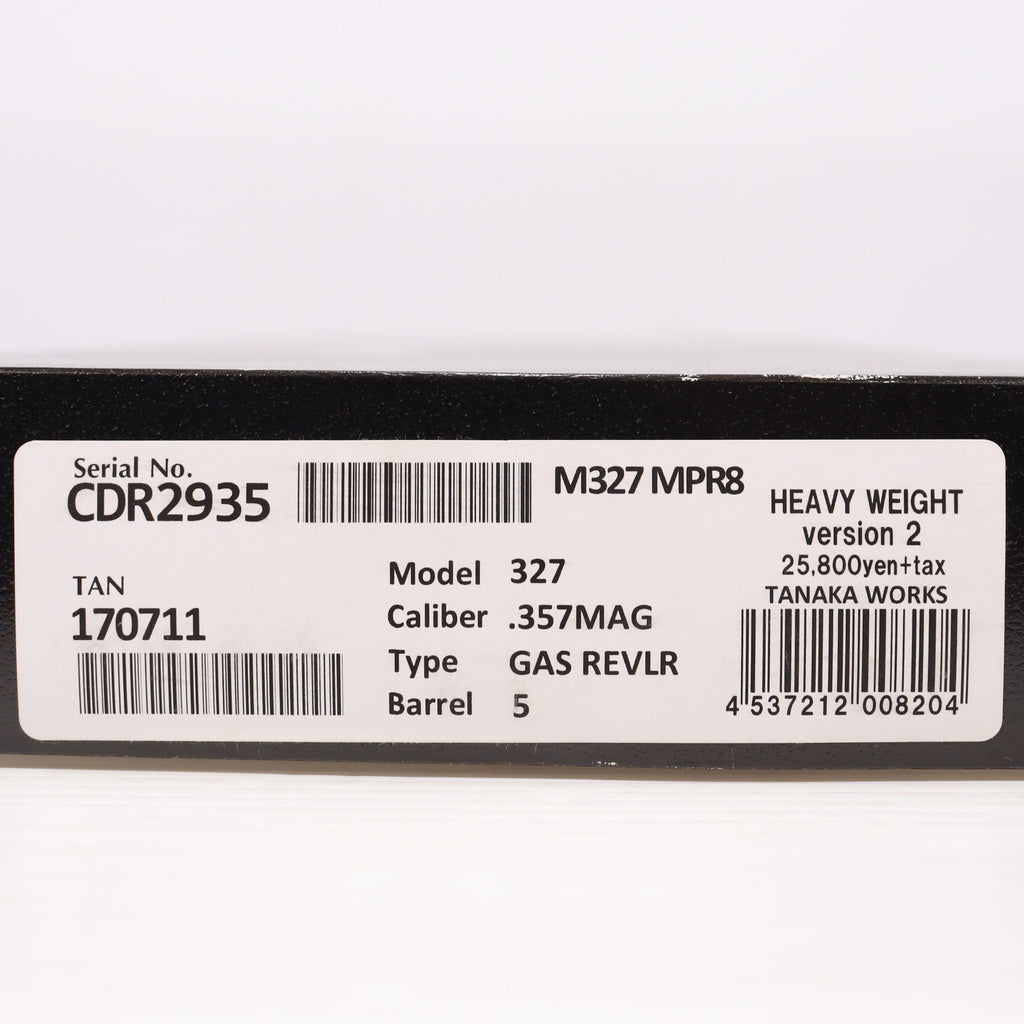 Serial No.
CDR2935
M327 MPR8
HEAVY WEIGHT
version 2
25,800yen+tax
TANAKA WORKS
4 537212 008204
TAN
170711
Model 327
Caliber .357MAG
Type GAS REVLR
Barrel 5